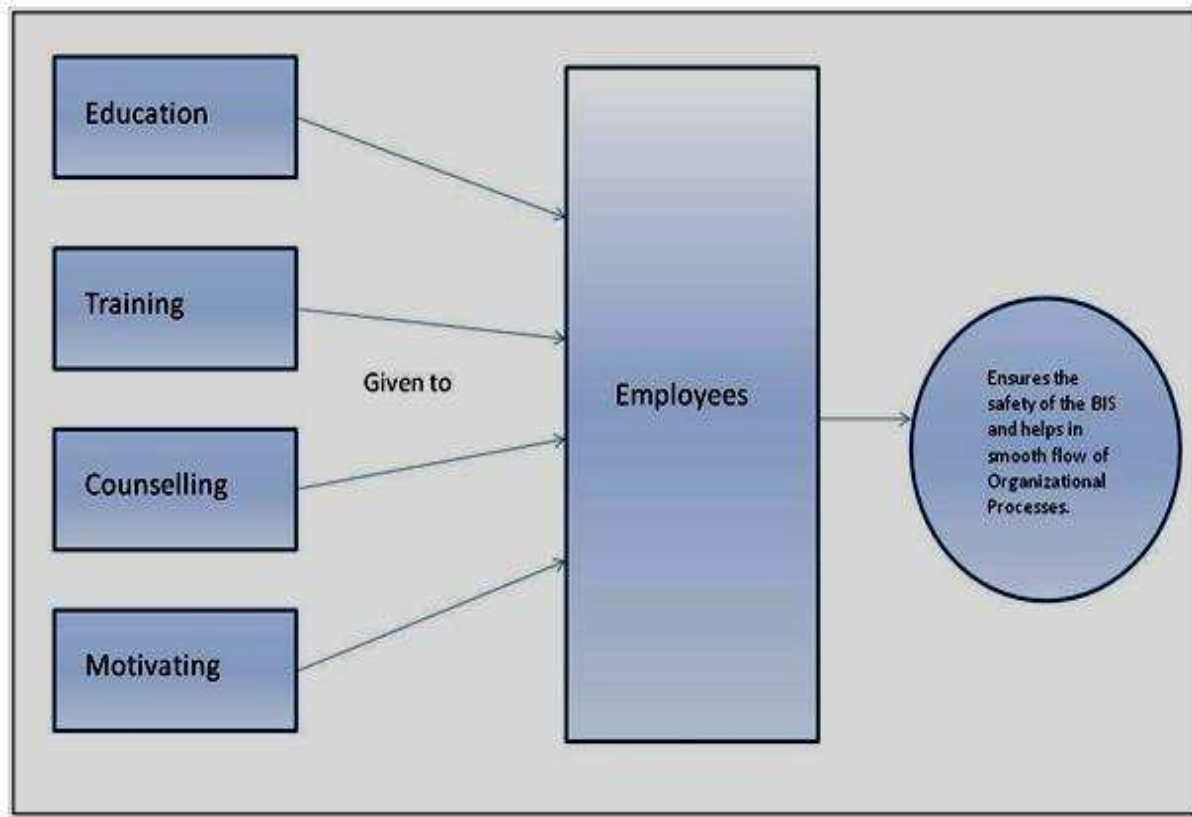 Education
Training
Given to
Counselling
Motivating
Employees
Ensures the
safety of the BIS
and helps in
smooth flow of
Organizational
Processes.